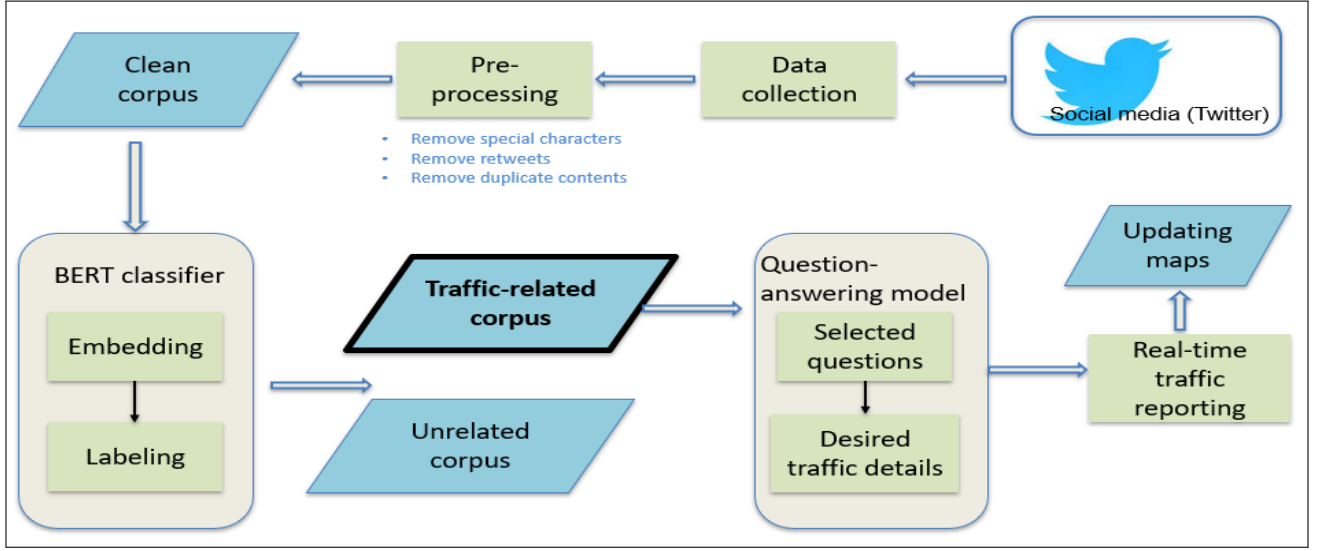 Clean
corpus
Pre-
processing
Data
collection
Social media (Twitter)
• Remove special characters
• Remove retweets
• Remove duplicate contents
BERT classifier
Embedding
Labeling
Traffic-related
corpus
Unrelated
corpus
Question-
answering model
Selected
questions
Desired
traffic details
Updating
maps
Real-time
traffic
reporting